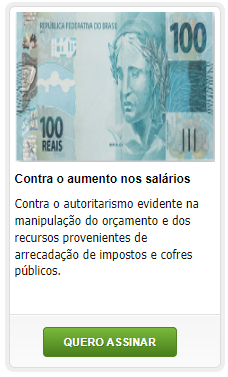 REPÚBLICA FEDERATIVA DO BRASIL
100
100
REAIS
Contra o aumento nos salários
Contra o autoritarismo evidente na
manipulação do orçamento e dos
recursos provenientes de
arrecadação de impostos e cofres
públicos.
QUERO ASSINAR